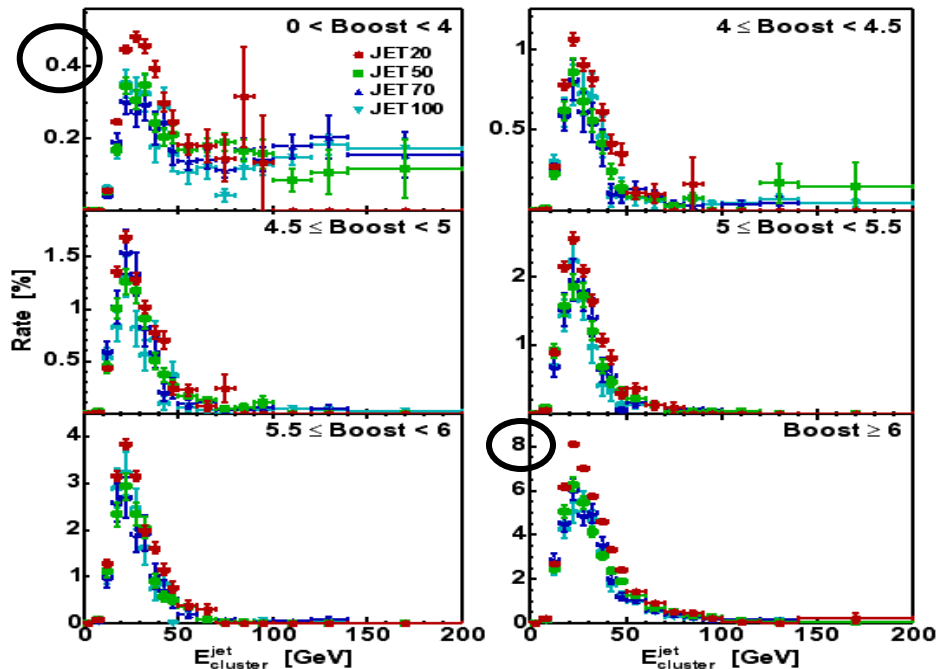 0 < Boost < 4
0.4
0.2
JET20
JET50
JET70
JET100
4 ≤ Boost < 4.5
1
0.5
4.5 ≤ Boost < 5
1.5
1
0.5
Rate [%]
5 ≤ Boost < 5.5
2
1
5.5 ≤ Boost < 6
4
3
2
1
0
0 50 100 150 200
E_cluster^jet [GeV]
Boost ≥ 6
8
6
4
2
0
0 50 100 150 200
E_cluster^jet [GeV]